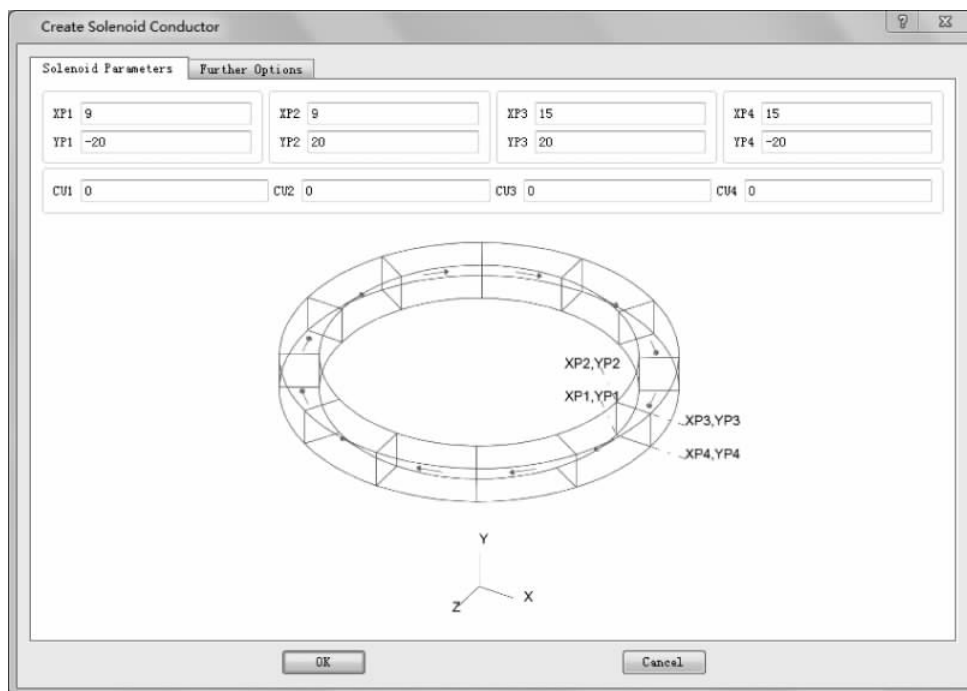 Create Solenoid Conductor
Solenoid Parameters Further Options
XP1 9 XP2 9 XP3 15 XP4 15
YP1 -20 YP2 20 YP3 20 YP4 -20
CU1 0 CU2 0 CU3 0 CU4 0
XP2,YP2
XP1,YP1
XP3,YP3
XP4,YP4
Y
X
Z
OK Cancel